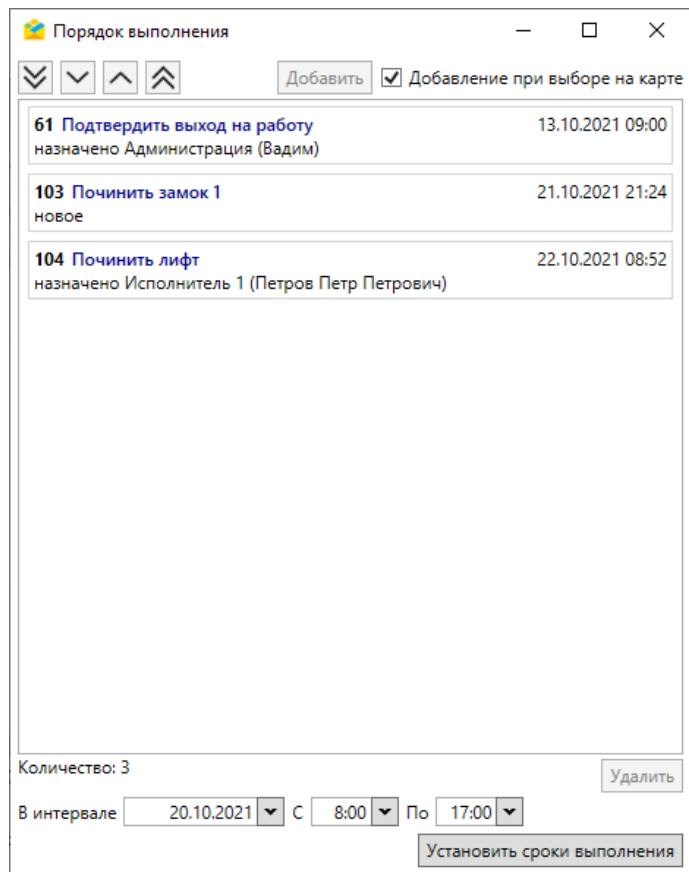 Порядок выполнения
Добавить Добавление при выборе на карте
61 Подтвердить выход на работу 13.10.2021 09:00
назначено Администрация (Вадим)
103 Починить замок 1 21.10.2021 21:24
новое
104 Починить лифт 22.10.2021 08:52
назначено Исполнитель 1 (Петров Петр Петрович)
Количество: 3
Удалить
В интервале 20.10.2021 С 8:00 По 17:00
Установить сроки выполнения